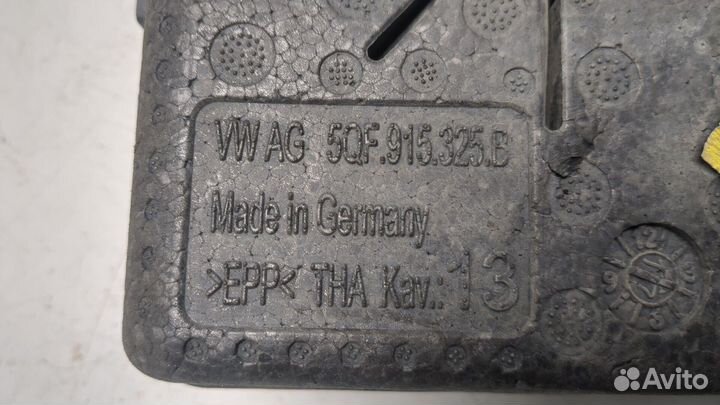 VW AG 5QF.915.325.B
Made in Germany
>EPP< THA Kav.: 13
Avito